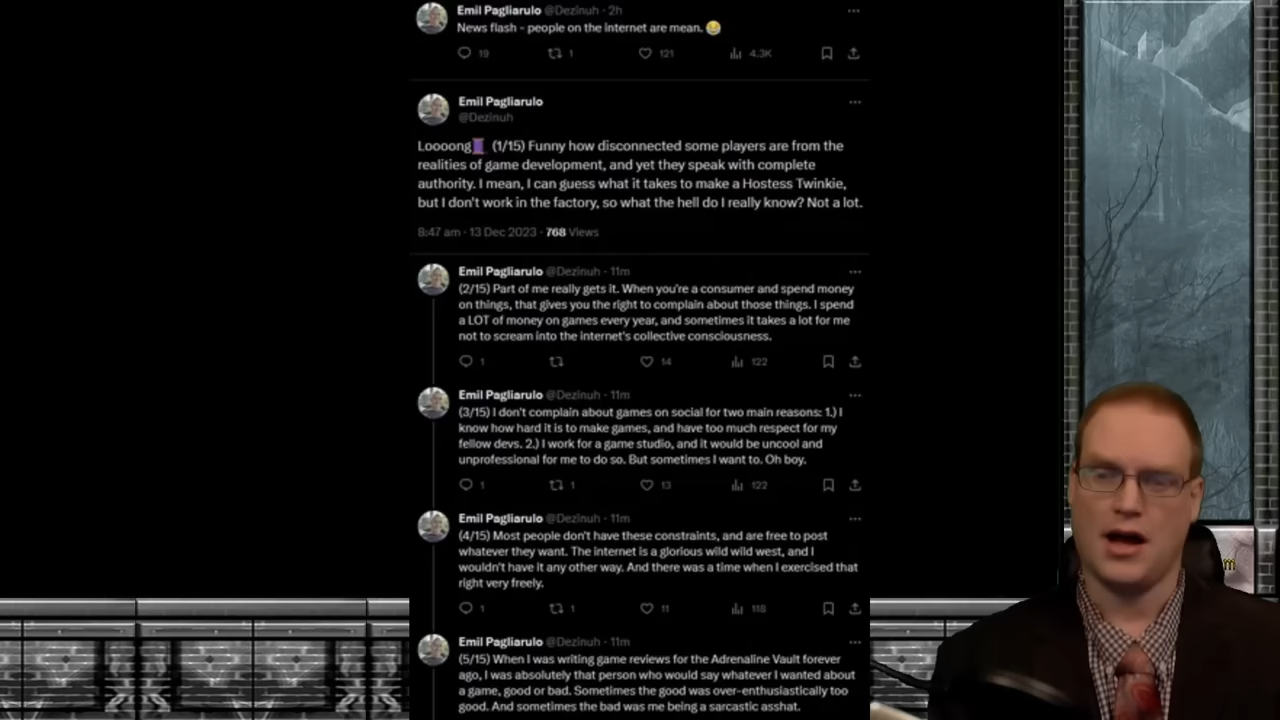 Emil Pagliarulo @Dezinuh · 2h
News flash - people on the internet are mean. 😂
19 1 121 4.3K
Emil Pagliarulo
@Dezinuh
Loooong🧵 (1/15) Funny how disconnected some players are from the
realities of game development, and yet they speak with complete
authority. I mean, I can guess what it takes to make a Hostess Twinkie,
but I don't work in the factory, so what the hell do I really know? Not a lot.
8:47 am · 13 Dec 2023 · 768 Views
Emil Pagliarulo @Dezinuh · 11m
(2/15) Part of me really gets it. When you're a consumer and spend money
on things, that gives you the right to complain about those things. I spend
a LOT of money on games every year, and sometimes it takes a lot for me
not to scream into the internet's collective consciousness.
1 14 122
Emil Pagliarulo @Dezinuh · 11m
(3/15) I don't complain about games on social for two main reasons: 1.) I
know how hard it is to make games, and have too much respect for my
fellow devs. 2.) I work for a game studio, and it would be uncool and
unprofessional for me to do so. But sometimes I want to. Oh boy.
1 1 13 122
Emil Pagliarulo @Dezinuh · 11m
(4/15) Most people don't have these constraints, and are free to post
whatever they want. The internet is a glorious wild wild west, and I
wouldn't have it any other way. And there was a time when I exercised that
right very freely.
1 1 11 118
Emil Pagliarulo @Dezinuh · 11m
(5/15) When I was writing game reviews for the Adrenaline Vault forever
ago, I was absolutely that person who would say whatever I wanted about
a game, good or bad. Sometimes the good was over-enthusiastically too
good. And sometimes the bad was me being a sarcastic asshat.